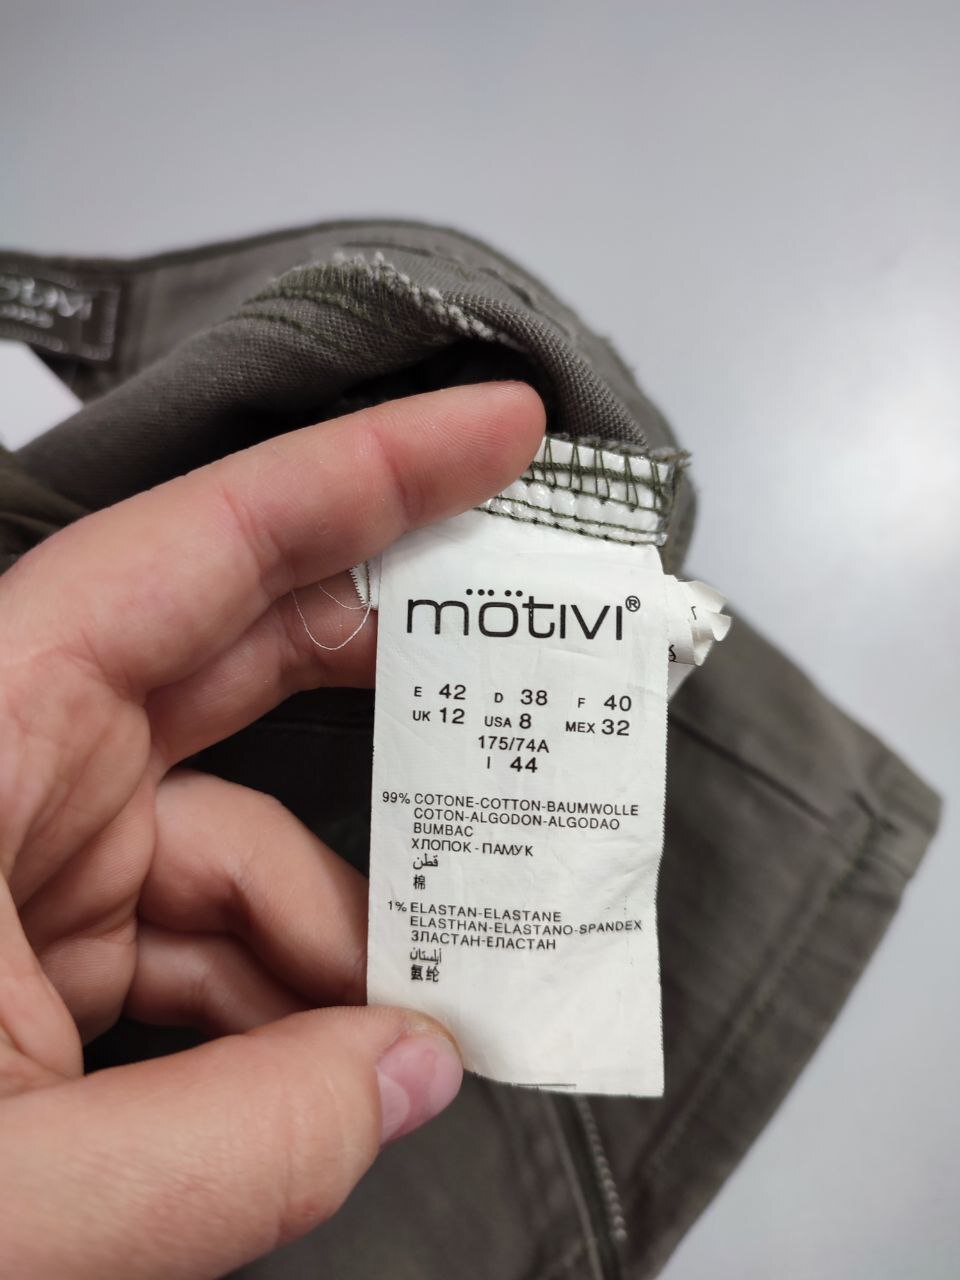 mötivi®
E 42 D 38 F 40
UK 12 USA 8 MEX 32
175/74A
I 44
99% COTONE-COTTON-BAUMWOLLE
COTON-ALGODON-ALGODAO
BUMBAC
ХЛОПОК-ПАМУК
قطن
棉
1% ELASTAN-ELASTANE
ELASTHAN-ELASTANO-SPANDEX
ЗЛАСТАН-ЕЛАСТАН
أيلستان
氨纶